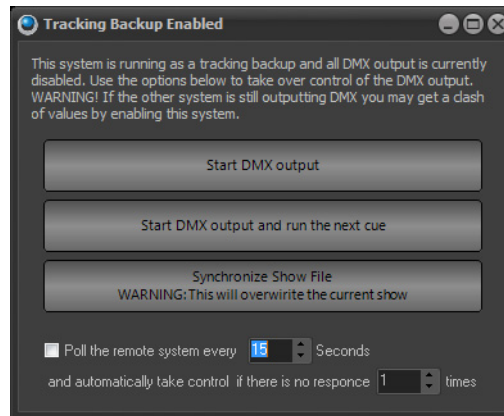 Tracking Backup Enabled
This system is running as a tracking backup and all DMX output is currently
disabled. Use the options below to take over control of the DMX output.
WARNING! If the other system is still outputting DMX you may get a clash
of values by enabling this system.
Start DMX output
Start DMX output and run the next cue
Synchronize Show File
WARNING: This will overwirite the current show
Poll the remote system every 15 Seconds
and automatically take control if there is no responce 1 times